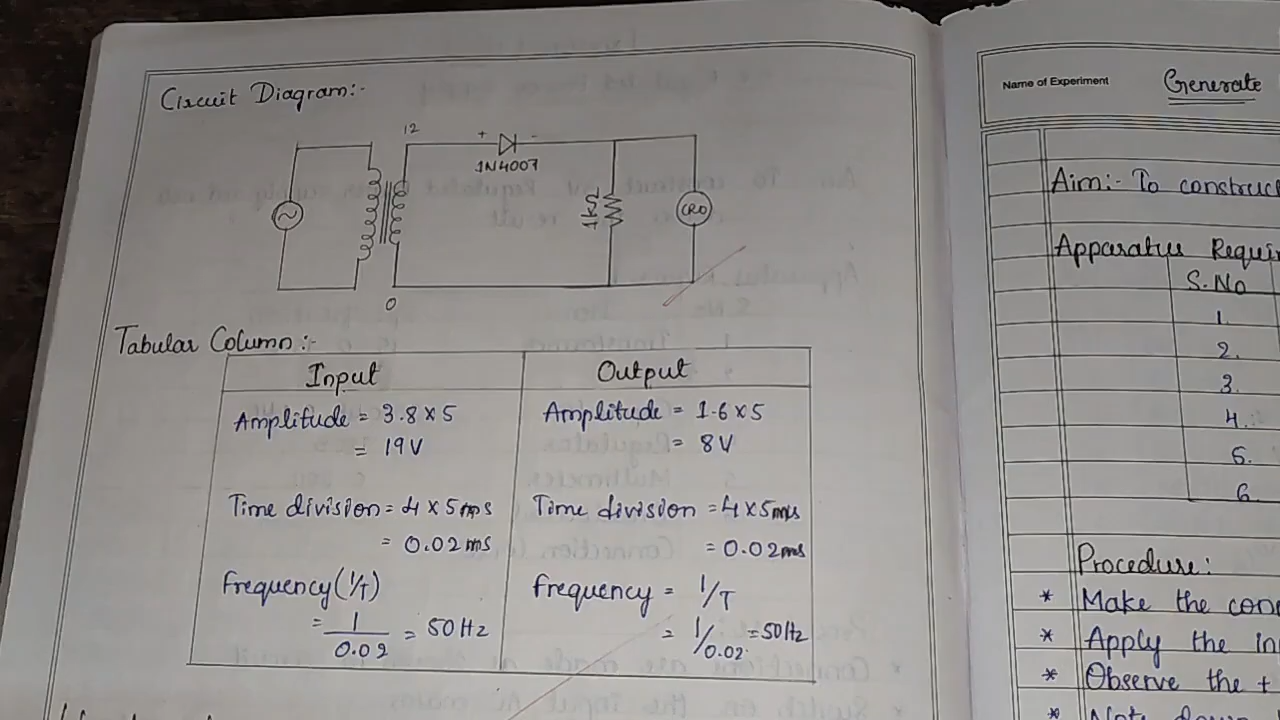 Circuit Diagram:-
12
+ -
1N4007
1KΩ
CRO
0
Tabular Column:-
Input
Amplitude = 3.8 x 5
= 19V
Time division = 4 x 5ms
= 0.02ms
Frequency (1/T)
= 1/0.02 = 50Hz
Output
Amplitude = 1.6 x 5
= 8V
Time division = 4 x 5ms
= 0.02ms
Frequency = 1/T
= 1/0.02 = 50Hz
Name of Experiment Generate
Aim:- To construc
Apparatus Requi
S.No
1.
2.
3.
4.
5.
6.
Procedure:
* Make the con
* Apply the in
* Observe the +
* Note down